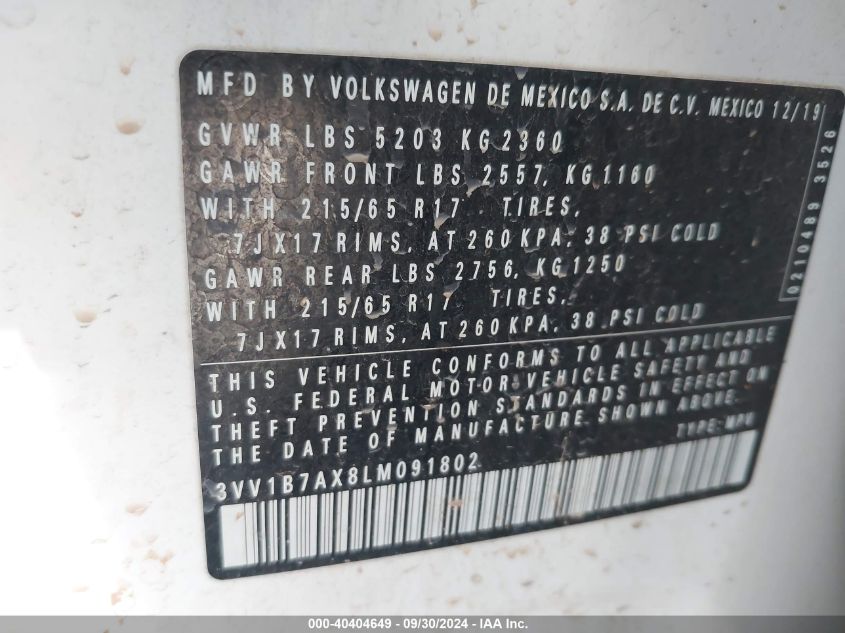 MFD BY VOLKSWAGEN DE MEXICO S.A. DE C.V. MEXICO 12/19
GVWR LBS 5203 KG 2360
GAWR FRONT LBS 2557, KG 1160
WITH 215/65 R17 TIRES,
7JX17 RIMS, AT 260 KPA, 38 PSI COLD
GAWR REAR LBS 2756, KG 1250
WITH 215/65 R17 TIRES,
7JX17 RIMS, AT 260 KPA, 38 PSI COLD
0210489 3526
THIS VEHICLE CONFORMS TO ALL APPLICABLE
U.S. FEDERAL MOTOR VEHICLE SAFETY AND
THEFT PREVENTION STANDARDS IN EFFECT ON
THE DATE OF MANUFACTURE SHOWN ABOVE.
TYPE: MPV
3VV1B7AX8LM091802
000-40404649 - 09/30/2024 - IAA Inc.